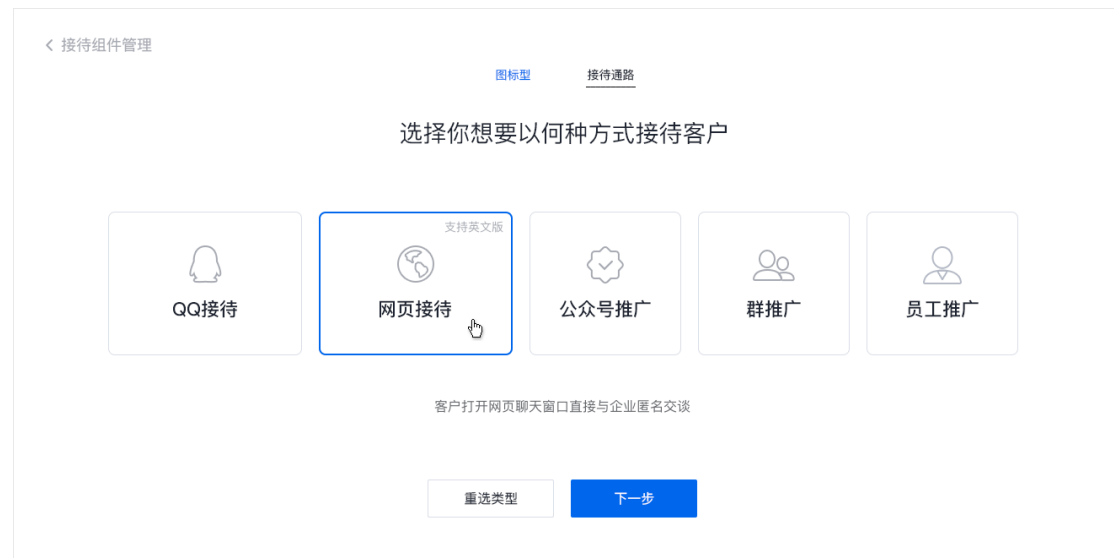 接待组件管理
图标型
接待通路
选择你想要以何种方式接待客户
支持英文版
QQ接待
网页接待
公众号推广
群推广
员工推广
客户打开网页聊天窗口直接与企业匿名交谈
重选类型
下一步